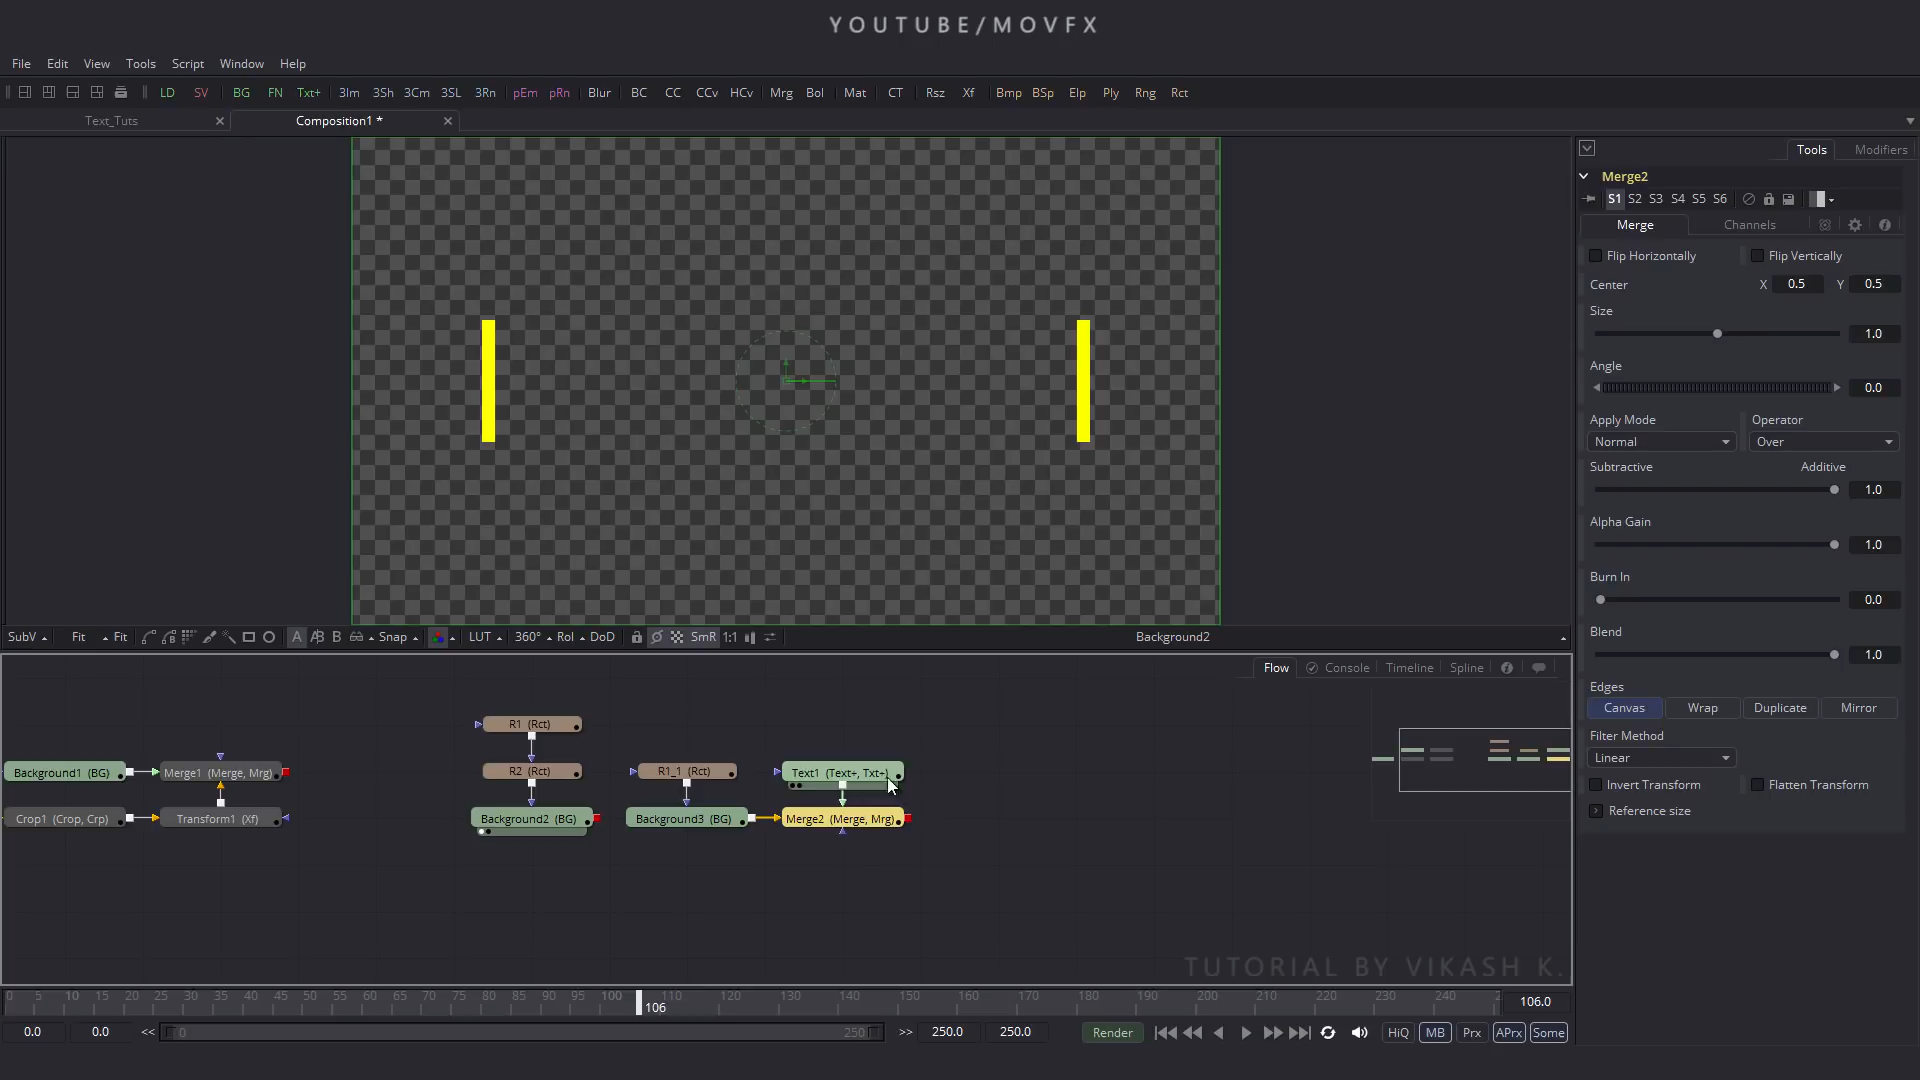 YOUTUBE/MOVFX
File Edit View Tools Script Window Help
LD SV BG FN Txt+ 3Im 3Sh 3Cm 3SL 3Rn pEm pRn Blur BC CC CCv HCv Mrg Bol Mat CT Rsz Xf Bmp BSp Elp Ply Rng Rct
Text_Tuts Composition1 *
Tools Modifiers
Merge2
S1 S2 S3 S4 S5 S6
Merge Channels
Flip Horizontally Flip Vertically
Center X 0.5 Y 0.5
Size
1.0
Angle
0.0
Apply Mode Operator
Normal Over
Subtractive Additive
1.0
Alpha Gain
1.0
Burn In
0.0
Blend
1.0
Edges
Canvas Wrap Duplicate Mirror
Filter Method
Linear
Invert Transform Flatten Transform
Reference size
SubV Fit Fit A AB B Snap LUT 360° RoI DoD SmR 1:1 Background2
Flow Console Timeline Spline
R1 (Rct)
Background1 (BG) Merge1 (Merge, Mrg) R2 (Rct) R1_1 (Rct) Text1 (Text+, Txt+)
Crop1 (Crop, Crp) Transform1 (Xf) Background2 (BG) Background3 (BG) Merge2 (Merge, Mrg)
TUTORIAL BY VIKASH K.
0 5 10 15 20 25 30 35 40 45 50 55 60 65 70 75 80 85 90 95 100 110 120 130 140 150 160 170 180 190 200 210 220 230 240
106 106.0
0.0 0.0 << 0 250 >> 250.0 250.0 Render HiQ MB Prx APrx Some